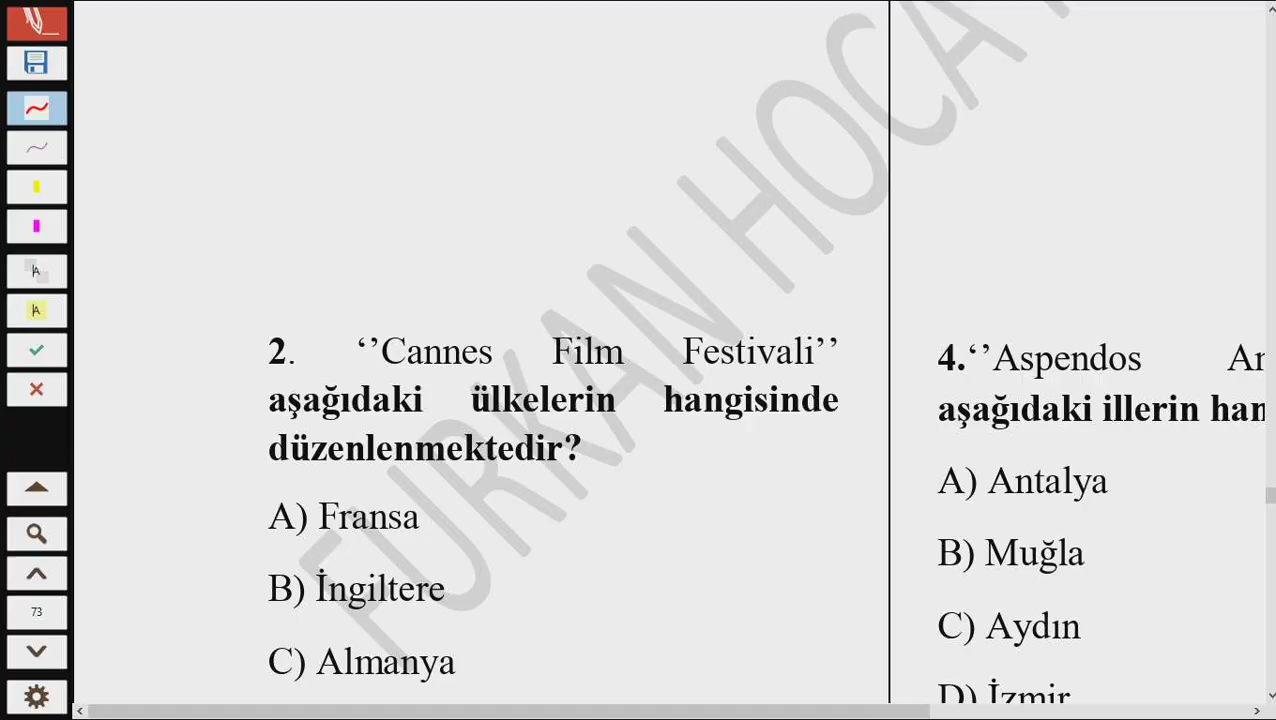 FURKAN HOCA
2. ‘’Cannes Film Festivali’’
aşağıdaki ülkelerin hangisinde
düzenlenmektedir?
A) Fransa
B) İngiltere
C) Almanya
4.‘’Aspendos
aşağıdaki illerin
A) Antalya
B) Muğla
C) Aydın
D) İzmir
73